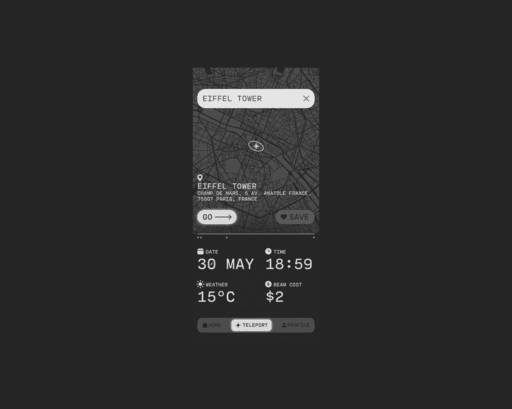 EIFFEL TOWER
EIFFEL TOWER
CHAMP DE MARS, 5 AV. ANATOLE FRANCE,
75007 PARIS, FRANCE
GO
SAVE
DATE
TIME
30 MAY
18:59
WEATHER
BEAM COST
15°C
$2
HOME
TELEPORT
PROFILE